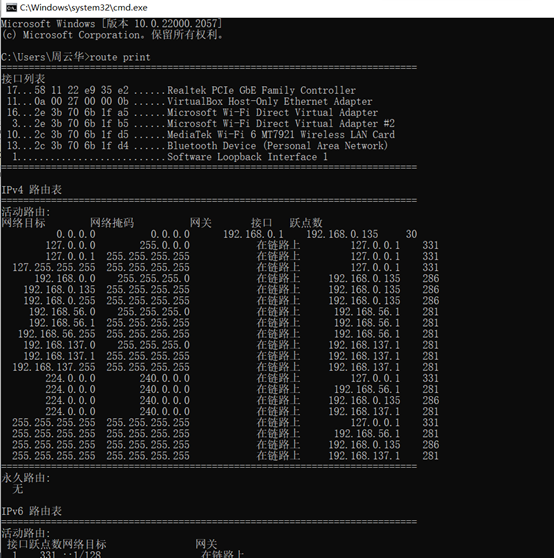 C:\Windows\system32\cmd.exe
Microsoft Windows [版本 10.0.22000.2057]
(c) Microsoft Corporation。保留所有权利。
C:\Users\周云华>route print
===========================================================================
接口列表
 17...58 11 22 e9 35 e2 ......Realtek PCIe GbE Family Controller
 11...0a 00 27 00 00 0b ......VirtualBox Host-Only Ethernet Adapter
 16...2e 3b 70 6b 1f a5 ......Microsoft Wi-Fi Direct Virtual Adapter
  3...2e 3b 70 6b 1f b5 ......Microsoft Wi-Fi Direct Virtual Adapter #2
 10...2c 3b 70 6b 1f d5 ......MediaTek Wi-Fi 6 MT7921 Wireless LAN Card
 13...2c 3b 70 6b 1f d4 ......Bluetooth Device (Personal Area Network)
  1...........................Software Loopback Interface 1
===========================================================================
IPv4 路由表
===========================================================================
活动路由:
网络目标        网络掩码          网关       接口   跃点数
0.0.0.0 0.0.0.0 192.168.0.1 192.168.0.135 30
127.0.0.0 255.0.0.0 在链路上 127.0.0.1 331
127.0.0.1 255.255.255.255 在链路上 127.0.0.1 331
127.255.255.255 255.255.255.255 在链路上 127.0.0.1 331
192.168.0.0 255.255.255.0 在链路上 192.168.0.135 286
192.168.0.135 255.255.255.255 在链路上 192.168.0.135 286
192.168.0.255 255.255.255.255 在链路上 192.168.0.135 286
192.168.56.0 255.255.255.0 在链路上 192.168.56.1 281
192.168.56.1 255.255.255.255 在链路上 192.168.56.1 281
192.168.56.255 255.255.255.255 在链路上 192.168.56.1 281
192.168.137.0 255.255.255.0 在链路上 192.168.137.1 281
192.168.137.1 255.255.255.255 在链路上 192.168.137.1 281
192.168.137.255 255.255.255.255 在链路上 192.168.137.1 281
224.0.0.0 240.0.0.0 在链路上 127.0.0.1 331
224.0.0.0 240.0.0.0 在链路上 192.168.56.1 281
224.0.0.0 240.0.0.0 在链路上 192.168.0.135 286
224.0.0.0 240.0.0.0 在链路上 192.168.137.1 281
255.255.255.255 255.255.255.255 在链路上 127.0.0.1 331
255.255.255.255 255.255.255.255 在链路上 192.168.56.1 281
255.255.255.255 255.255.255.255 在链路上 192.168.0.135 286
255.255.255.255 255.255.255.255 在链路上 192.168.137.1 281
===========================================================================
永久路由:
  无
IPv6 路由表
===========================================================================
活动路由:
 接口跃点数网络目标                网关
  1    331 ::1/128                  在链路上